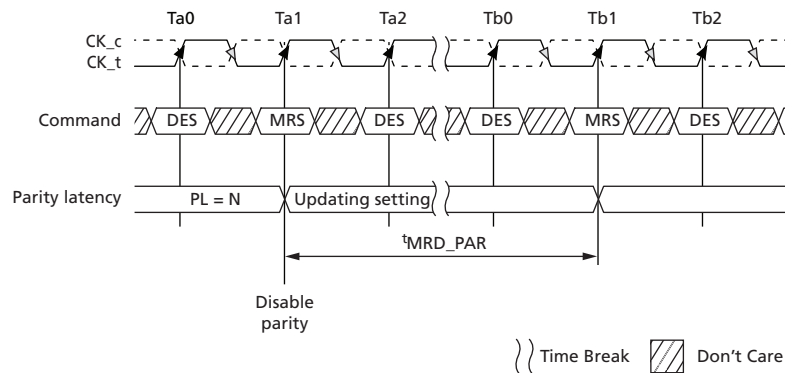 Ta0 Ta1 Ta2 Tb0 Tb1 Tb2
CK_c
CK_t
Command DES MRS DES DES MRS DES
Parity latency PL = N Updating setting
tMRD_PAR
Disable
parity
Time Break Don't Care